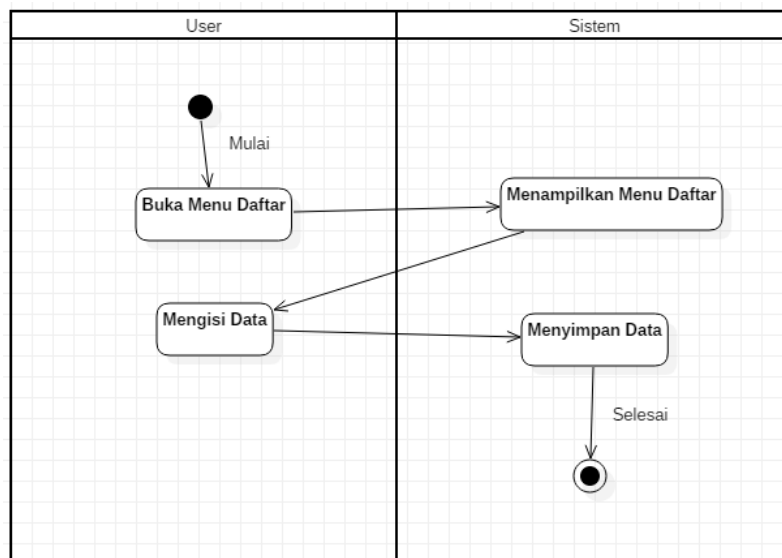 User
Sistem
Mulai
Buka Menu Daftar
Menampilkan Menu Daftar
Mengisi Data
Menyimpan Data
Selesai